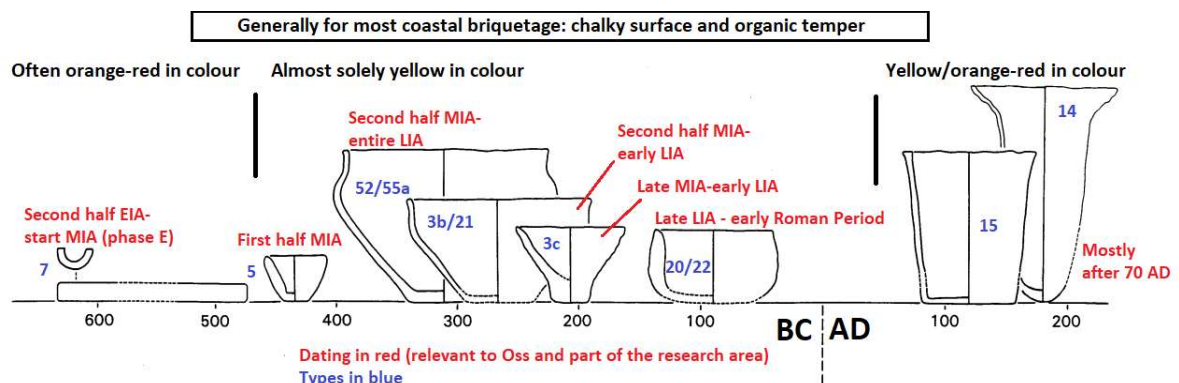 Generally for most coastal briquetage: chalky surface and organic temper
Often orange-red in colour
Almost solely yellow in colour
Yellow/orange-red in colour
Second half MIA-
entire LIA
Second half MIA-
early LIA
Late MIA-early LIA
Second half EIA-
start MIA (phase E)
First half MIA
Late LIA - early Roman Period
Mostly
after 70 AD
7
5
52/55a
3b/21
3c
20/22
15
14
600
500
400
300
200
100
BC
AD
100
200
Dating in red (relevant to Oss and part of the research area)
Types in blue